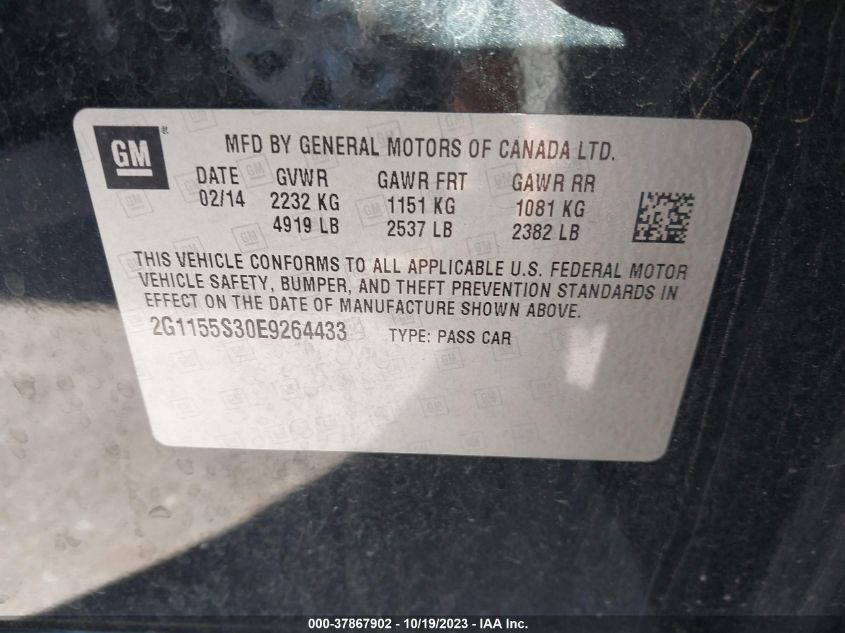 GM
MFD BY GENERAL MOTORS OF CANADA LTD.
DATE GVWR GAWR FRT GAWR RR
02/14 2232 KG 1151 KG 1081 KG
4919 LB 2537 LB 2382 LB
THIS VEHICLE CONFORMS TO ALL APPLICABLE U.S. FEDERAL MOTOR
VEHICLE SAFETY, BUMPER, AND THEFT PREVENTION STANDARDS IN
EFFECT ON THE DATE OF MANUFACTURE SHOWN ABOVE.
2G1155S30E9264433 TYPE: PASS CAR
000-37867902 - 10/19/2023 - IAA Inc.